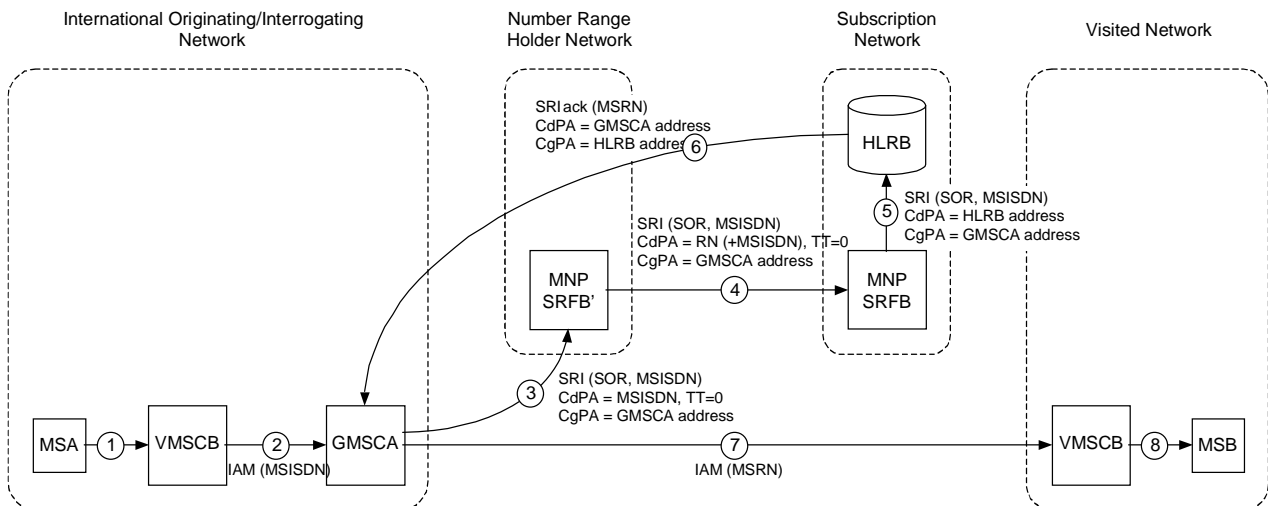 International Originating/Interrogating
Network
Number Range
Holder Network
Subscription
Network
Visited Network
SRIack (MSRN)
CdPA = GMSCA address
CgPA = HLRB address
6
HLRB
5
SRI (SOR, MSISDN)
CdPA = HLRB address
CgPA = GMSCA address
SRI (SOR, MSISDN)
CdPA = RN (+MSISDN), TT=0
CgPA = GMSCA address
MNP
SRFB'
4
MNP
SRFB
3
SRI (SOR, MSISDN)
CdPA = MSISDN, TT=0
CgPA = GMSCA address
MSA
1
VMSCB
2
IAM (MSISDN)
GMSCA
7
IAM (MSRN)
VMSCB
8
MSB